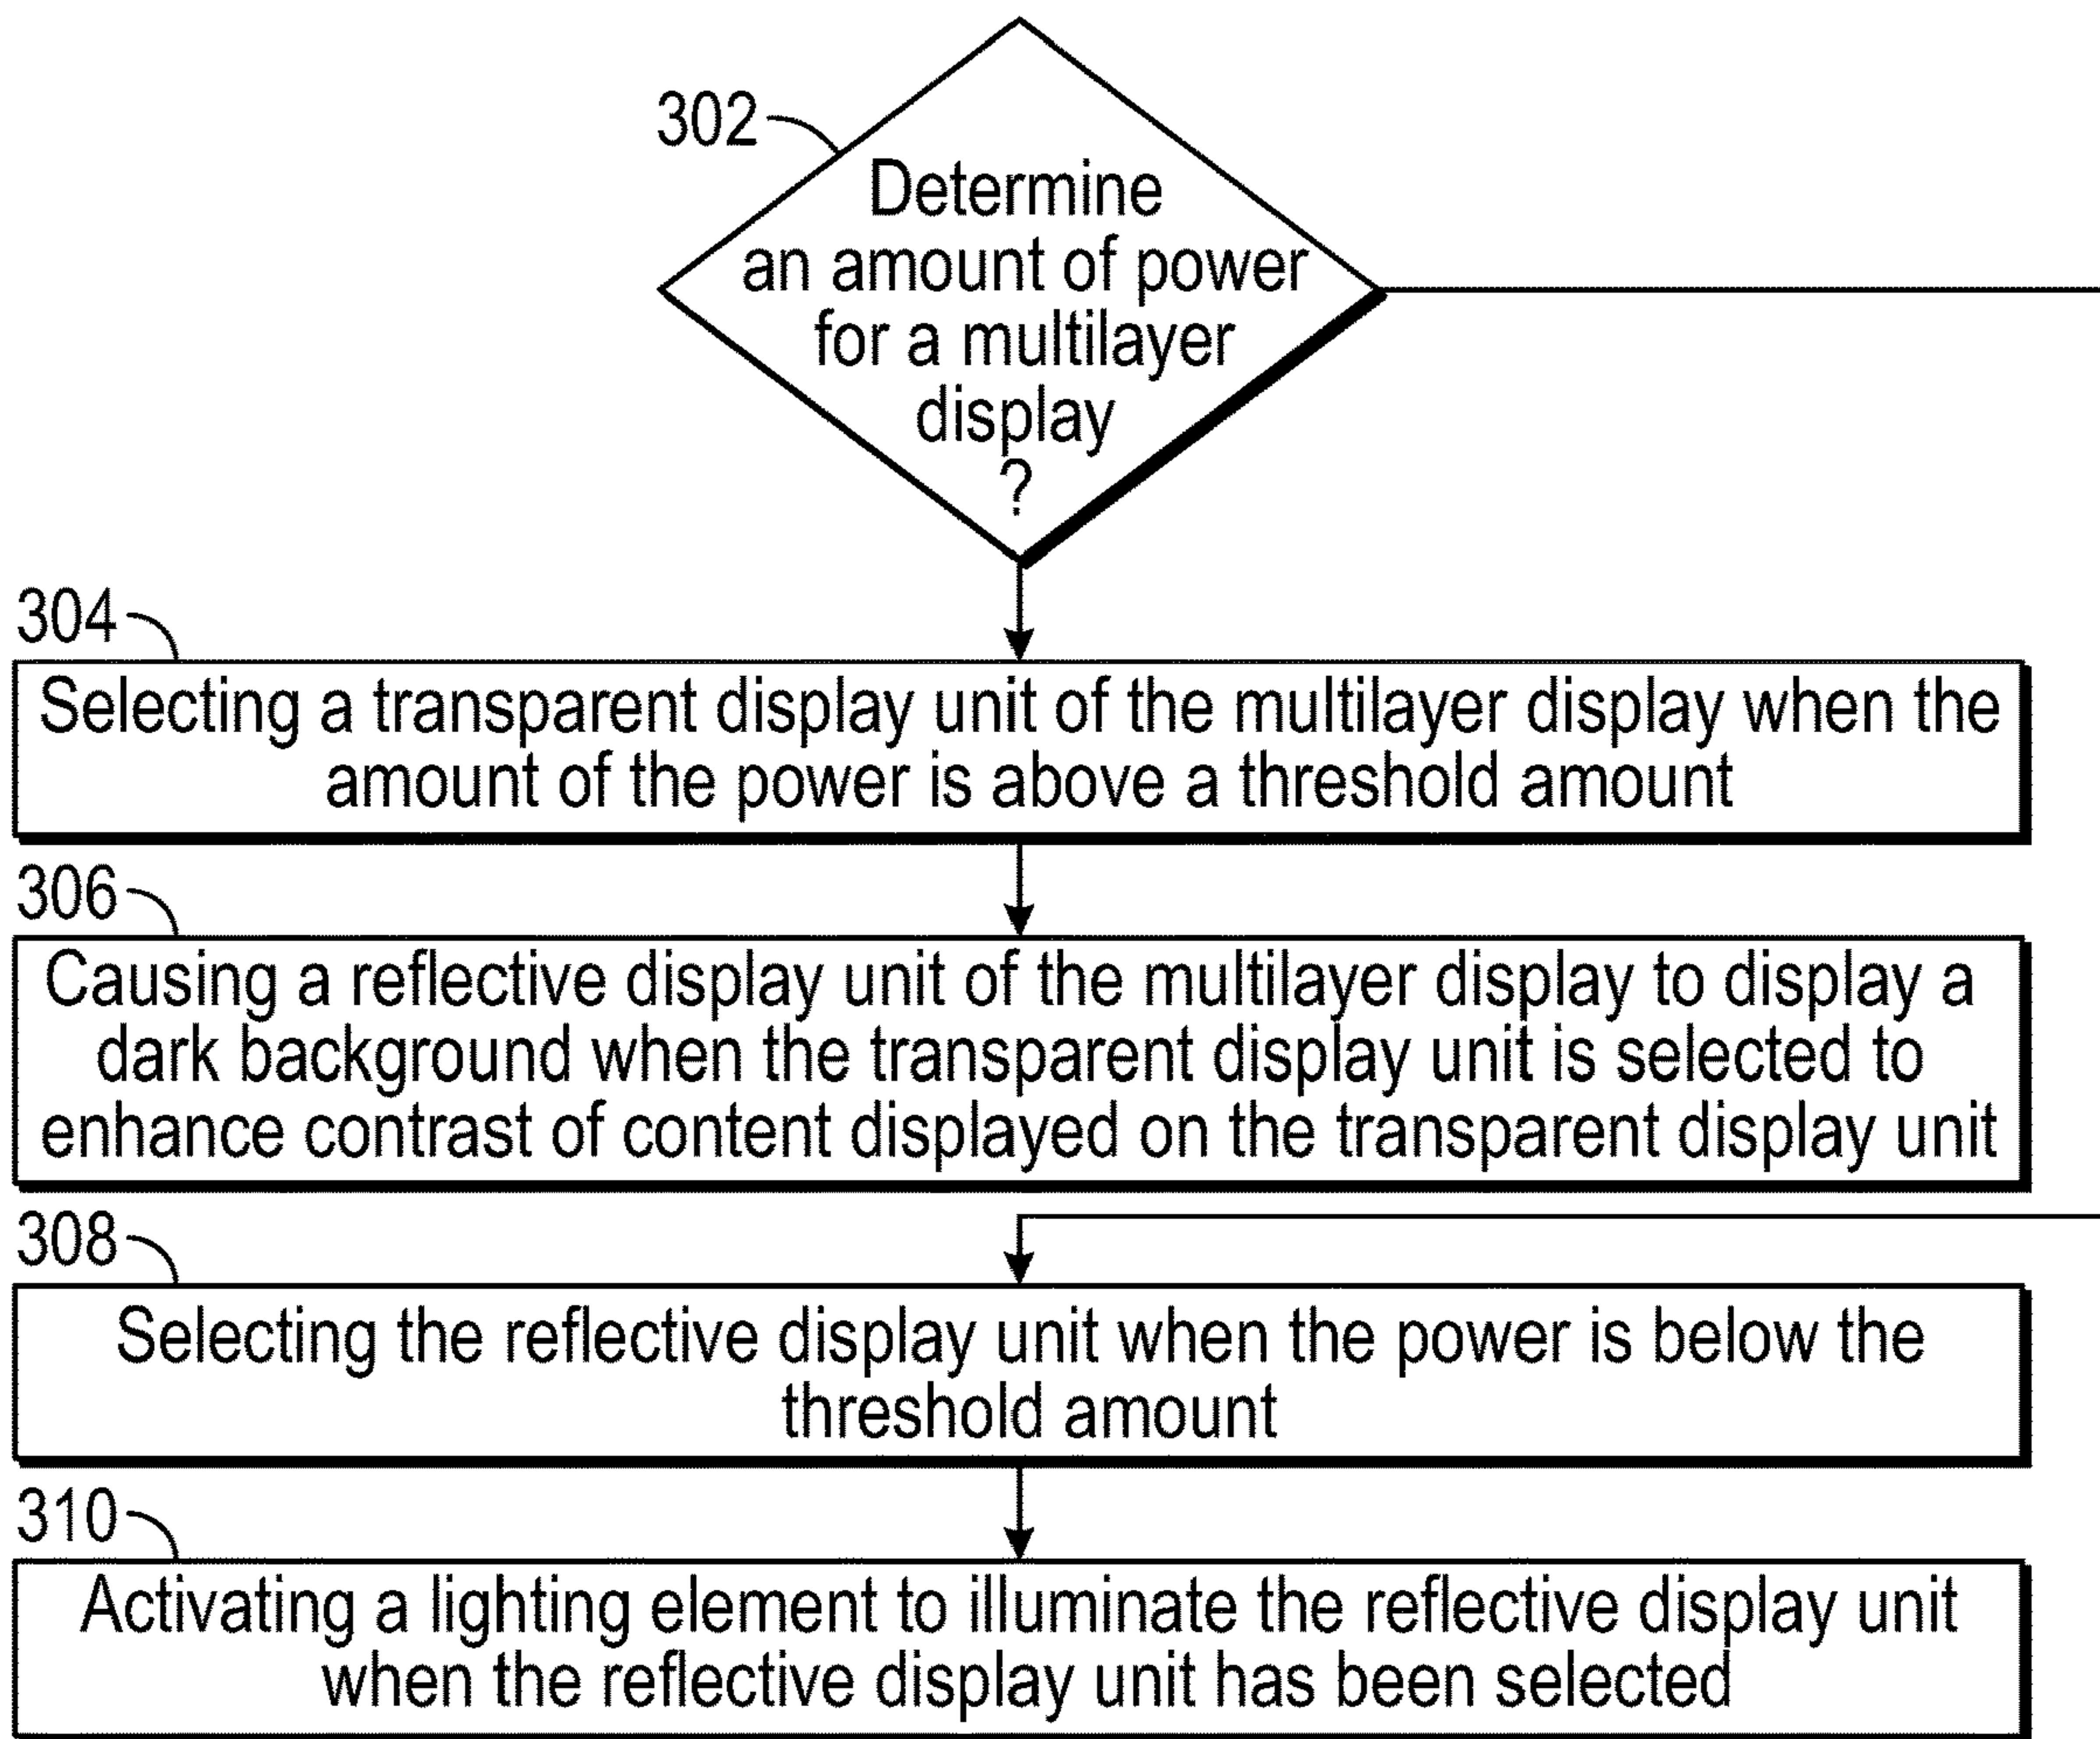 302
Determine
an amount of power
for a multilayer
display
?
304
Selecting a transparent display unit of the multilayer display when the
amount of the power is above a threshold amount
306
Causing a reflective display unit of the multilayer display to display a
dark background when the transparent display unit is selected to
enhance contrast of content displayed on the transparent display unit
308
Selecting the reflective display unit when the power is below the
threshold amount
310
Activating a lighting element to illuminate the reflective display unit
when the reflective display unit has been selected